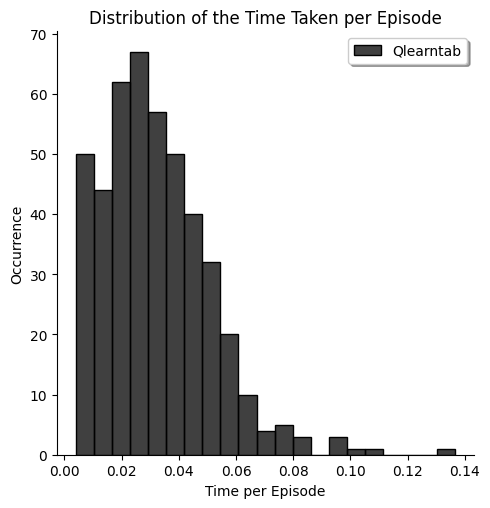 Distribution of the Time Taken per Episode
Qlearntab
Occurrence
70
60
50
40
30
20
10
0
0.00 0.02 0.04 0.06 0.08 0.10 0.12 0.14
Time per Episode